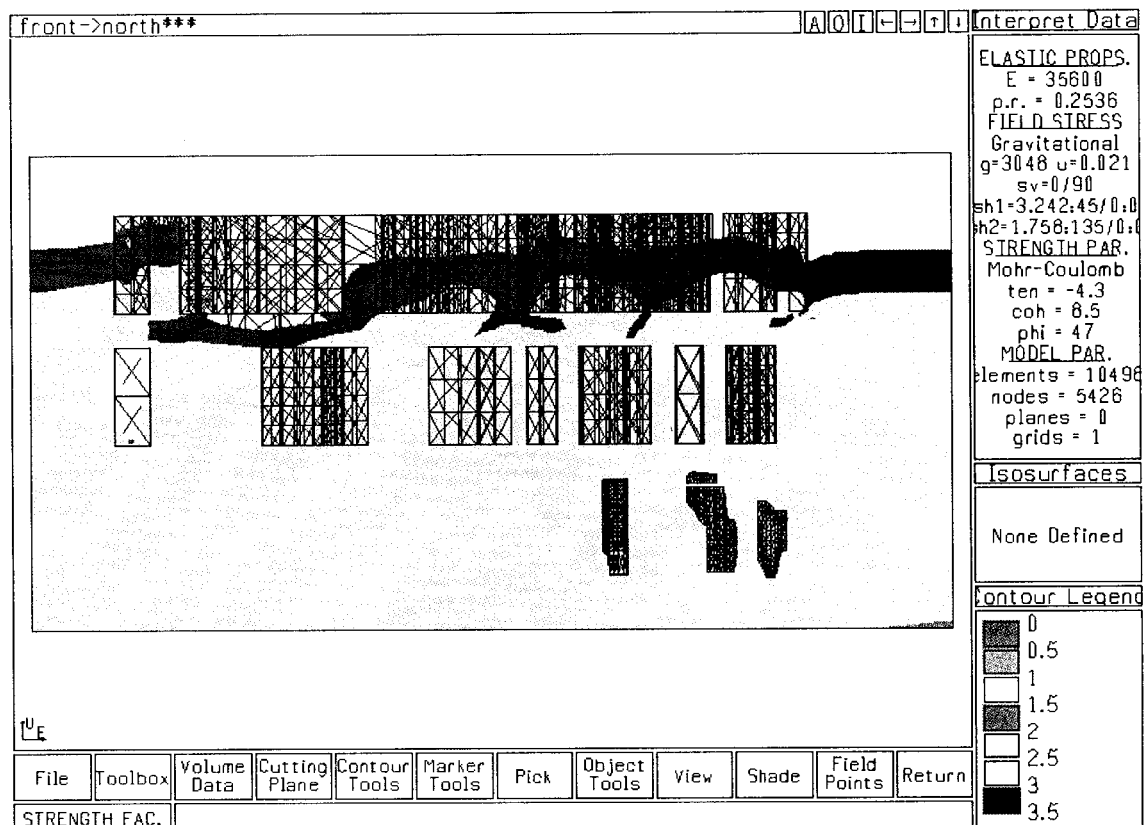 front->north***
A O I ← → ↑ ↓
Interpret Data
ELASTIC PROPS.
E = 35600
p.r. = 0.2536
FIELD STRESS
Gravitational
g=3048 u=0.021
sv=0/90
sh1=3.242:45/0:0
sh2=1.758:135/0:0
STRENGTH PAR.
Mohr-Coulomb
ten = -4.3
coh = 8.5
phi = 47
MODEL PAR.
elements = 10496
nodes = 5426
planes = 0
grids = 1
Isosurfaces
None Defined
Contour Legend
0
0.5
1
1.5
2
2.5
3
3.5
U
E
File
Toolbox
Volume
Data
Cutting
Plane
Contour
Tools
Marker
Tools
Pick
Object
Tools
View
Shade
Field
Points
Return
STRENGTH FAC.